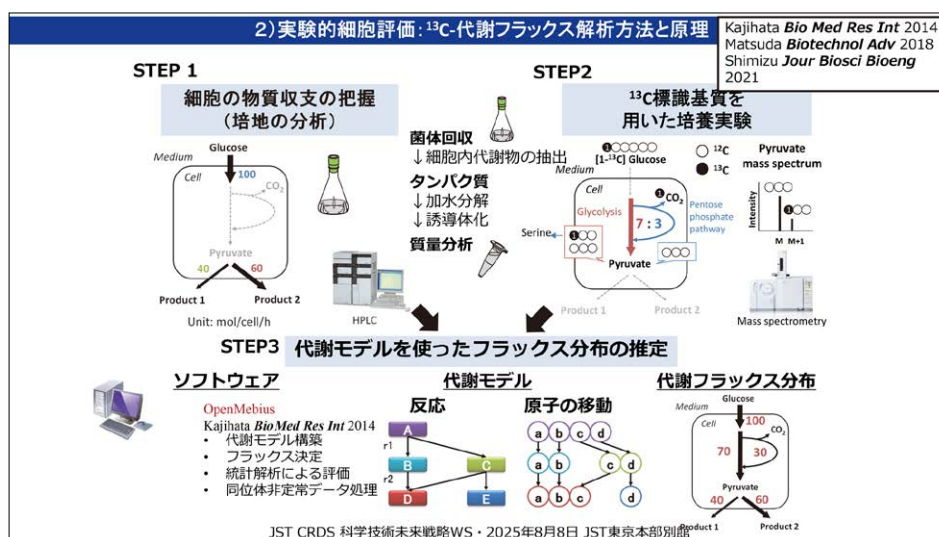 2）実験的細胞評価：¹³C-代謝フラックス解析方法と原理
Kajihata Bio Med Res Int 2014
Matsuda Biotechnol Adv 2018
Shimizu Jour Biosci Bioeng
2021
STEP 1
細胞の物質収支の把握
（培地の分析）
Medium
Glucose
100
Cell
CO₂
Pyruvate
40
60
Product 1
Product 2
Unit: mol/cell/h
HPLC
菌体回収
↓細胞内代謝物の抽出
タンパク質
↓加水分解
↓誘導体化
質量分析
STEP2
¹³C標識基質を
用いた培養実験
1
[1-¹³C] Glucose
Medium
Cell
1
CO₂
Glycolysis
7 : 3
Pentose
phosphate
pathway
Serine
1
Pyruvate
Product 1
Product 2
¹²C
1
¹³C
Pyruvate
mass spectrum
Intensity
1
M
M+1
Mass spectrometry
STEP3
代謝モデルを使ったフラックス分布の推定
ソフトウェア
OpenMebius
Kajihata BioMed Res Int 2014
• 代謝モデル構築
• フラックス決定
• 統計解析による評価
• 同位体非定常データ処理
代謝モデル
反応
A
r1
B
C
r2
D
E
原子の移動
a b c d
a b c d
a b c d
代謝フラックス分布
Glucose
Medium
100
Cell
CO₂
70
30
Pyruvate
40
60
Product 1
Product 2
JST CRDS 科学技術未来戦略WS・2025年8月8日 JST東京本部別館